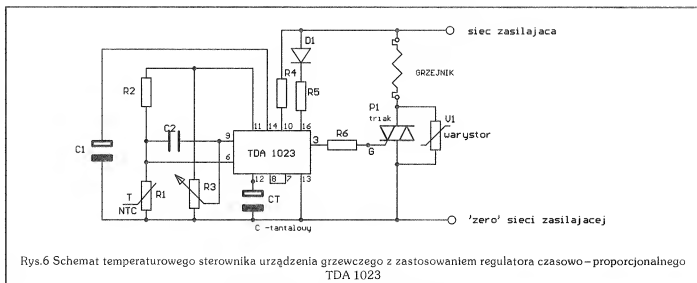 siec zasilajaca
D1
GRZEJNIK
R2
R4
R5
P1
triak
U1
warystor
C2
11 14 10 16
9
C1
TDA 1023
3
R6
G
6
12 8 7 13
T
NTC
R1
R3
CT
C -tantalowy
'zero' sieci zasilajacej
Rys.6 Schemat temperaturowego sterownika urządzenia grzewczego z zastosowaniem regulatora czasowo–proporcjonalnego
TDA 1023